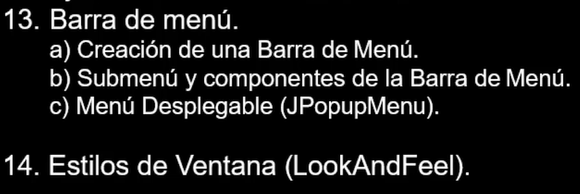 13. Barra de menú.
a) Creación de una Barra de Menú.
b) Submenú y componentes de la Barra de Menú.
c) Menú Desplegable (JPopupMenu).
14. Estilos de Ventana (LookAndFeel).